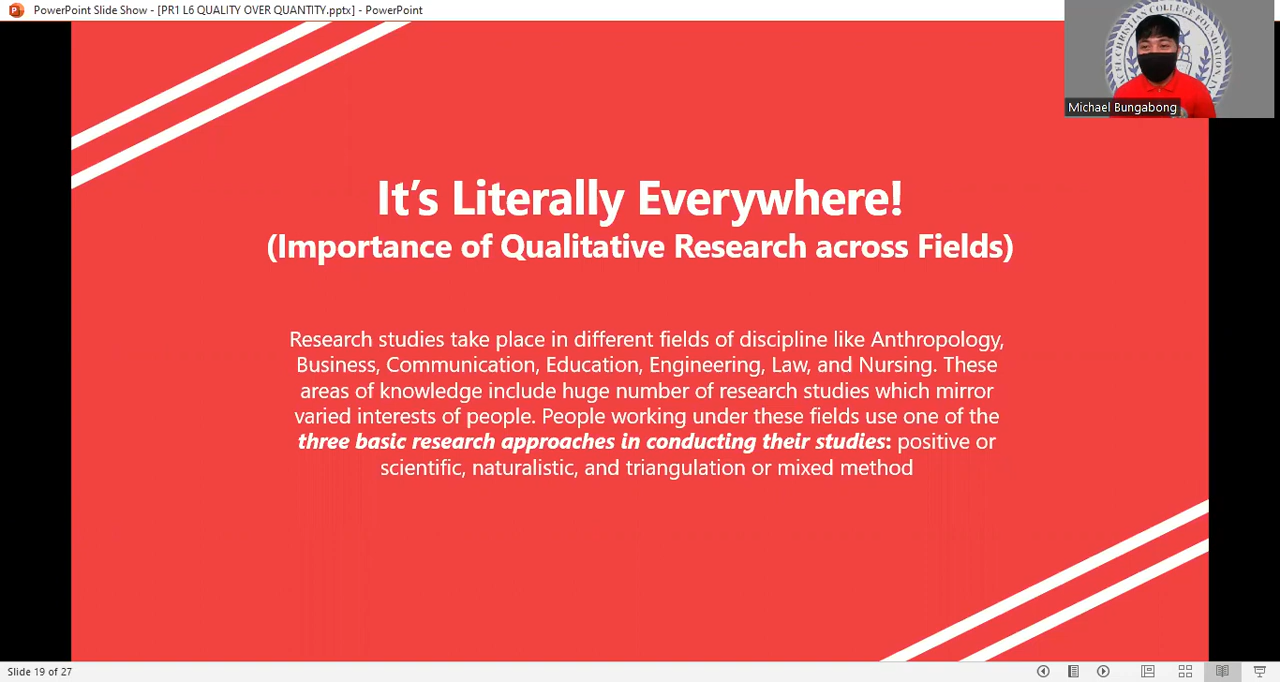 PowerPoint Slide Show - [PR1 L6 QUALITY OVER QUANTITY.pptx] - PowerPoint
Michael Bungabong
It's Literally Everywhere!
(Importance of Qualitative Research across Fields)
Research studies take place in different fields of discipline like Anthropology,
Business, Communication, Education, Engineering, Law, and Nursing. These
areas of knowledge include huge number of research studies which mirror
varied interests of people. People working under these fields use one of the
three basic research approaches in conducting their studies: positive or
scientific, naturalistic, and triangulation or mixed method
Slide 19 of 27